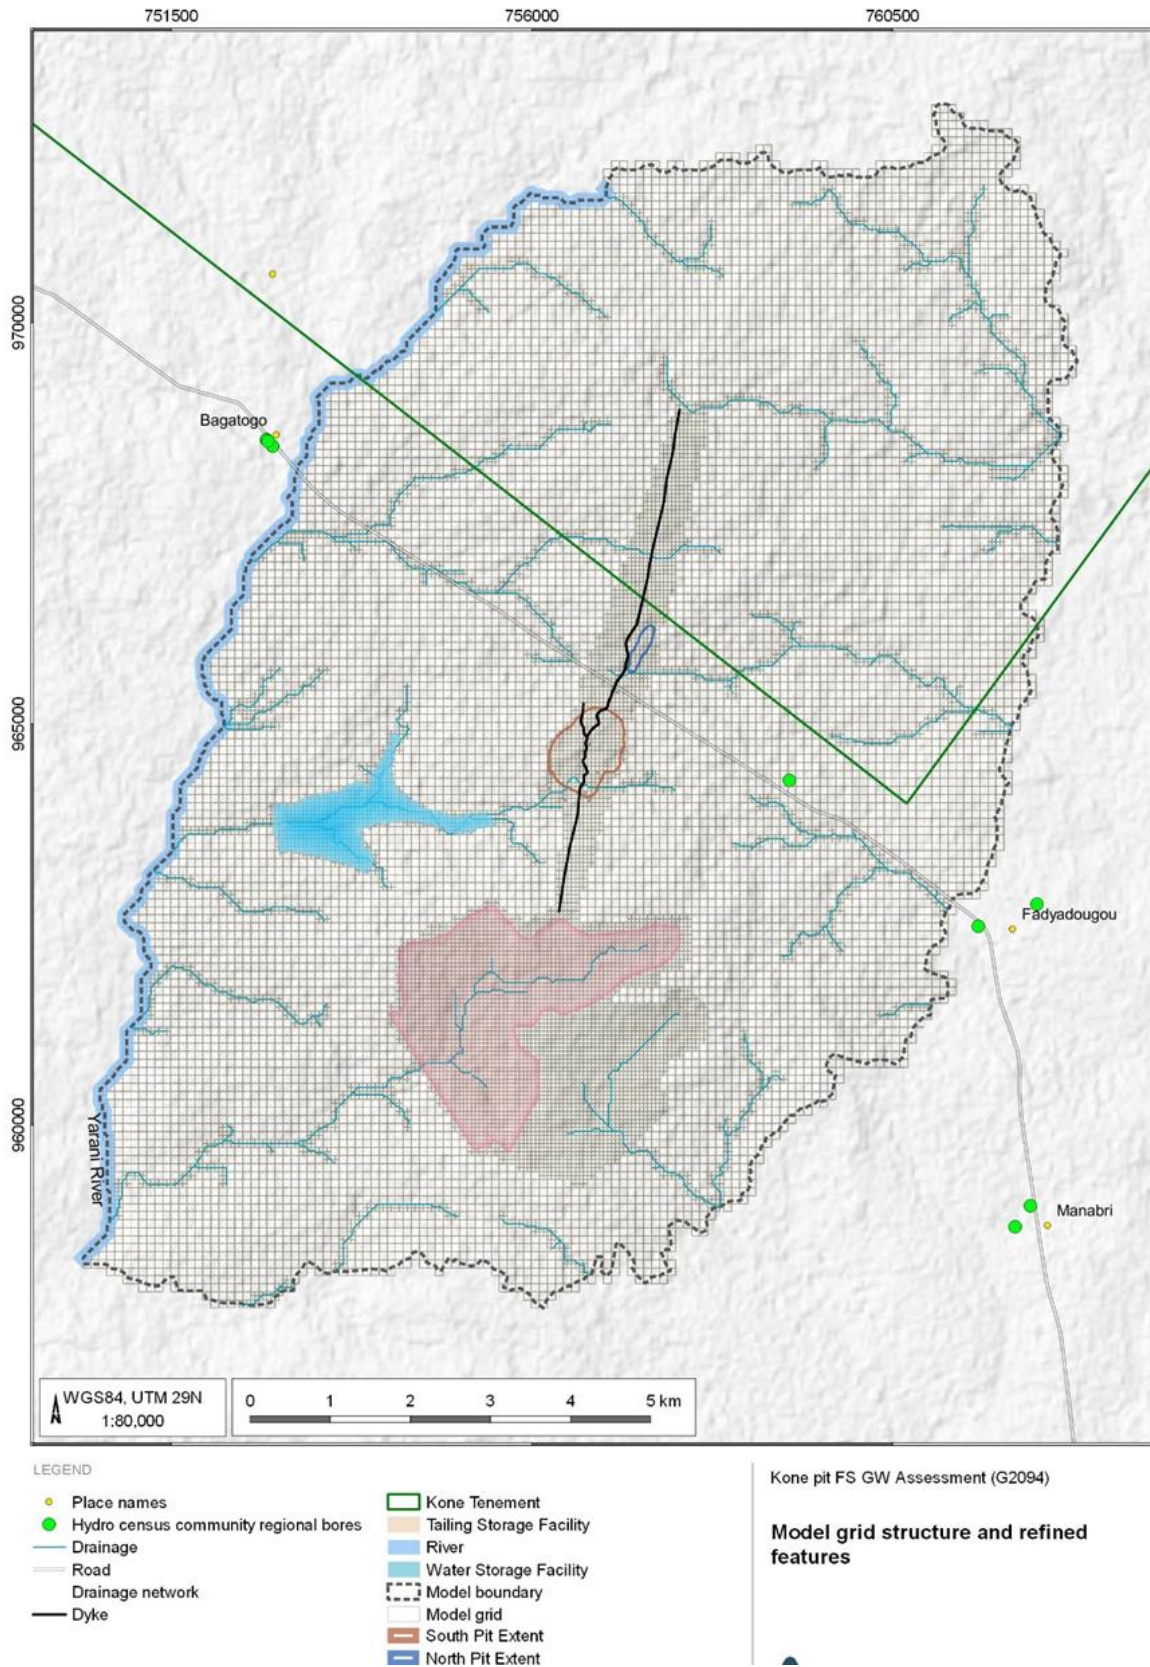 751500
756000
760500
970000
965000
960000
Bagatogo
Fadyadougou
Manabri
Yarani River
WGS84, UTM 29N
1:80,000
0 1 2 3 4 5 km
N
LEGEND
Place names
Hydro census community regional bores
Drainage
Road
Drainage network
Dyke
Kone Tenement
Tailing Storage Facility
River
Water Storage Facility
Model boundary
Model grid
South Pit Extent
North Pit Extent
Kone pit FS GW Assessment (G2094)
Model grid structure and refined
features